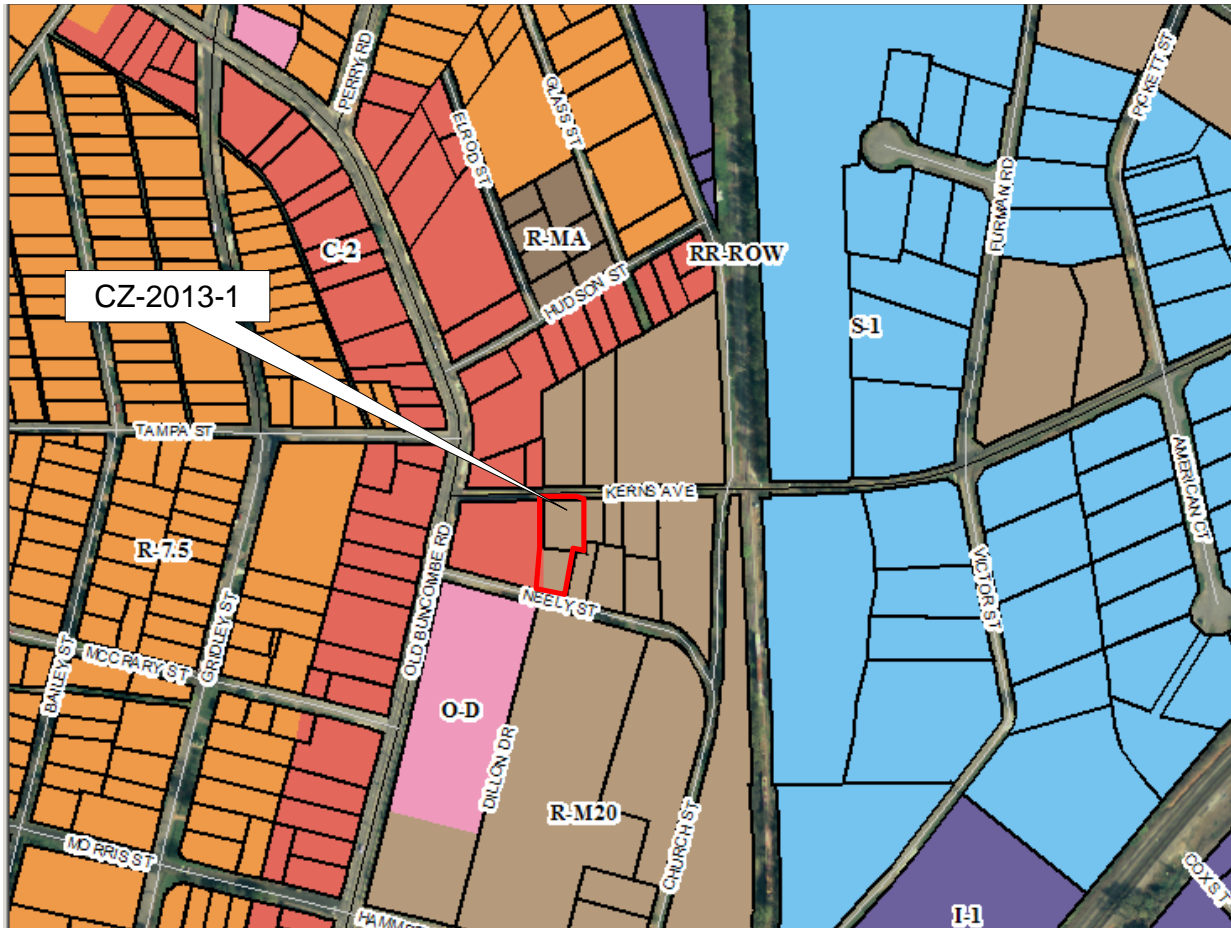 PERRY RD
PICKETT ST
GLASS ST
ELROD ST
FURMAN RD
R-MA
C-2
RR-ROW
HUDSON ST
CZ-2013-1
S-1
TAMPA ST
AMERICAN CT
KERNS AVE
OLD BUNCOMBE RD
R-7.5
NEELY ST
VICTOR ST
GRIDLEY ST
BAILEY ST
MCCRARY ST
O-D
DILLON DR
R-M20
CHURCH ST
MORRIS ST
COX ST
HAMM
I-1